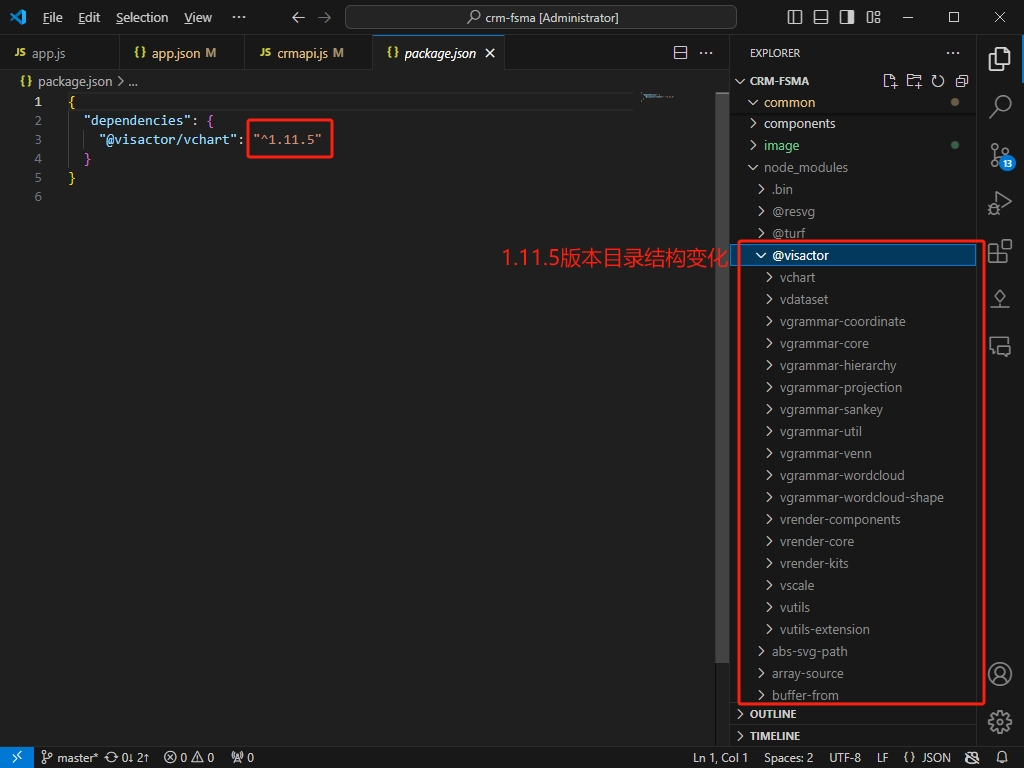 File Edit Selection View ··· crm-fsma [Administrator]
JS app.js {} app.json M JS crmapi.js M {} package.json
{} package.json > ...
1 {
2 "dependencies": {
3 "@visactor/vchart": "^1.11.5"
4 }
5 }
6
1.11.5版本目录结构变化
EXPLORER
CRM-FSMA
common
components
image
node_modules
.bin
@resvg
@turf
@visactor
vchart
vdataset
vgrammar-coordinate
vgrammar-core
vgrammar-hierarchy
vgrammar-projection
vgrammar-sankey
vgrammar-util
vgrammar-venn
vgrammar-wordcloud
vgrammar-wordcloud-shape
vrender-components
vrender-core
vrender-kits
vscale
vutils
vutils-extension
abs-svg-path
array-source
buffer-from
OUTLINE
TIMELINE
13
master* 0↓ 2↑ 0 0 0 Ln 1, Col 1 Spaces: 2 UTF-8 LF {} JSON